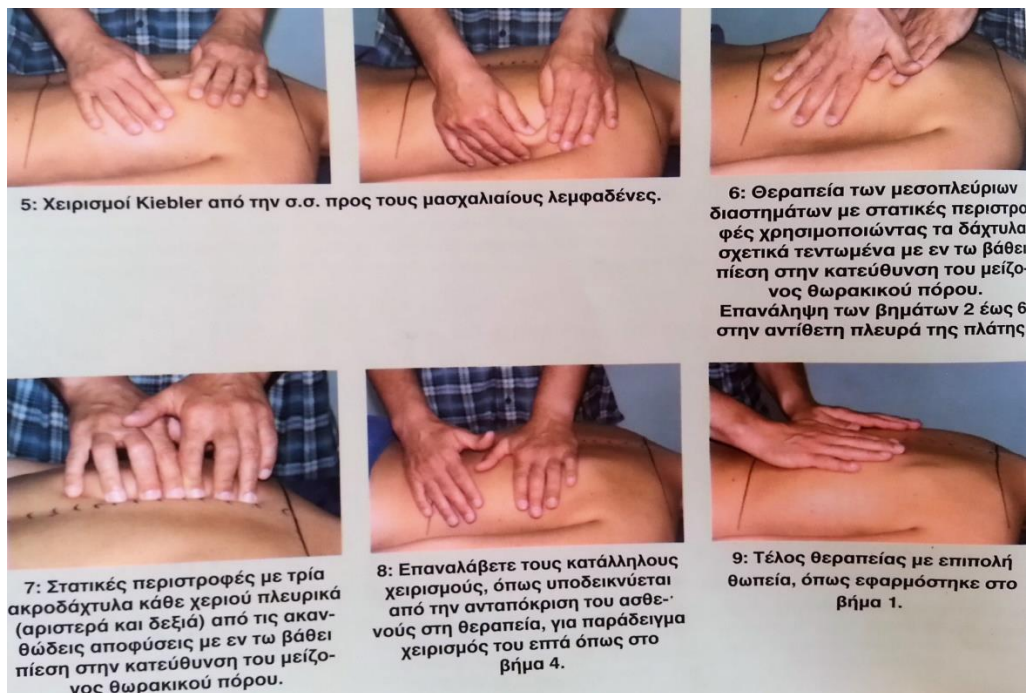 5: Χειρισμοί Kiebler από την σ.σ. προς τους μασχαλιαίους λεμφαδένες.
6: Θεραπεία των μεσοπλεύριων
διαστημάτων με στατικές περιστρο
φές χρησιμοποιώντας τα δάχτυλα
σχετικά τεντωμένα με εν τω βάθει
πίεση στην κατεύθυνση του μείζο-
νος θωρακικού πόρου.
Επανάληψη των βημάτων 2 έως 6
στην αντίθετη πλευρά της πλάτης
7: Στατικές περιστροφές με τρία
ακροδάχτυλα κάθε χεριού πλευρικά
(αριστερά και δεξιά) από τις ακαν-
θώδεις αποφύσεις με εν τω βάθει
πίεση στην κατεύθυνση του μείζο-
νος θωρακικού πόρου.
8: Επαναλάβετε τους κατάλληλους
χειρισμούς, όπως υποδεικνύεται
από την ανταπόκριση του ασθε-
νούς στη θεραπεία, για παράδειγμα
χειρισμός του επτά όπως στο
βήμα 4.
9: Τέλος θεραπείας με επιπολή
θωπεία, όπως εφαρμόστηκε στο
βήμα 1.